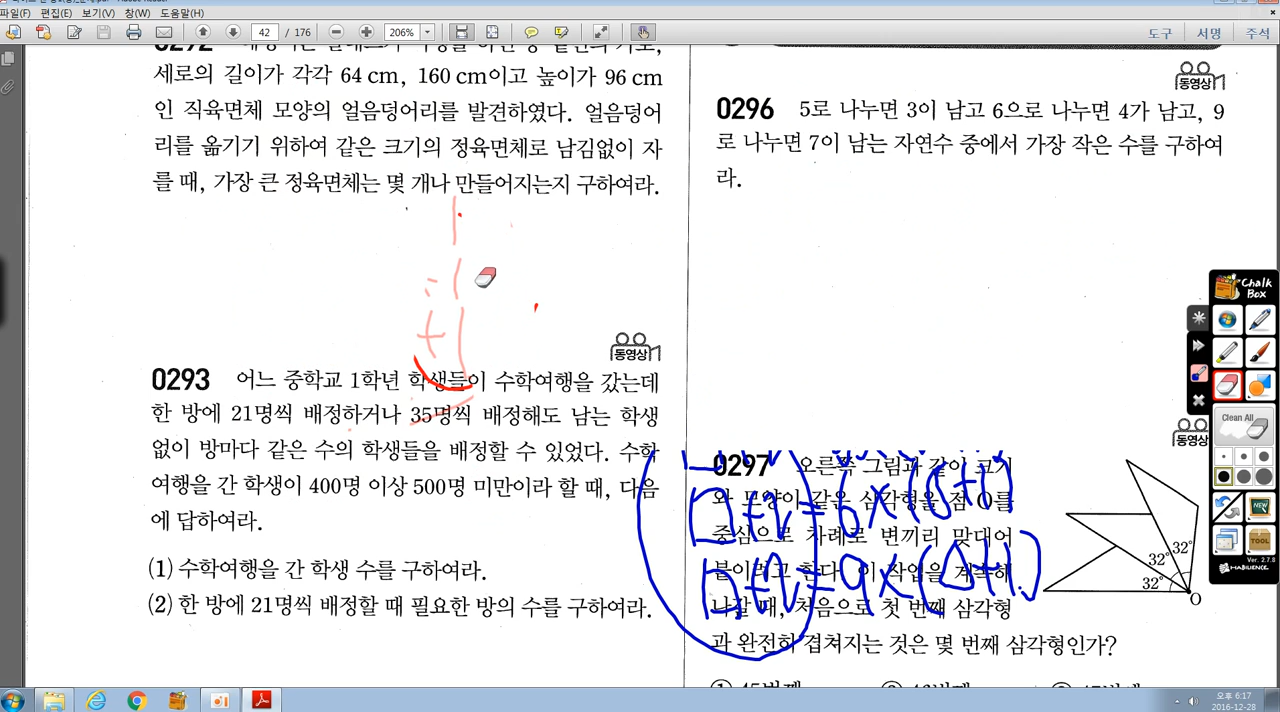 파일(F) 편집(E) 보기(V) 창(W) 도움말(H)
42 / 176 206% 도구 서명 주석
0292
세로의 길이가 각각 64 cm, 160 cm이고 높이가 96 cm
인 직육면체 모양의 얼음덩어리를 발견하였다. 얼음덩어
리를 옮기기 위하여 같은 크기의 정육면체로 남김없이 자
를 때, 가장 큰 정육면체는 몇 개나 만들어지는지 구하여라.
동영상
0293 어느 중학교 1학년 학생들이 수학여행을 갔는데
한 방에 21명씩 배정하거나 35명씩 배정해도 남는 학생
없이 방마다 같은 수의 학생들을 배정할 수 있었다. 수학
여행을 간 학생이 400명 이상 500명 미만이라 할 때, 다음
에 답하여라.
(1) 수학여행을 간 학생 수를 구하여라.
(2) 한 방에 21명씩 배정할 때 필요한 방의 수를 구하여라.
동영상
0296 5로 나누면 3이 남고 6으로 나누면 4가 남고, 9
로 나누면 7이 남는 자연수 중에서 가장 작은 수를 구하여
라.
동영상
0297 오른쪽 그림과 같이 크기
와 모양이 같은 삼각형을 점 O를
중심으로 차례로 변끼리 맞대어
붙이려고 한다. 이 작업을 계속해
나갈 때, 처음으로 첫 번째 삼각형
과 완전히 겹쳐지는 것은 몇 번째 삼각형인가?
32° 32°
32°
O
Chalk Box
Clean All
NEW
TOOL
Ver. 2.7.8
HABILIENCE
오후 6:17
2016-12-28